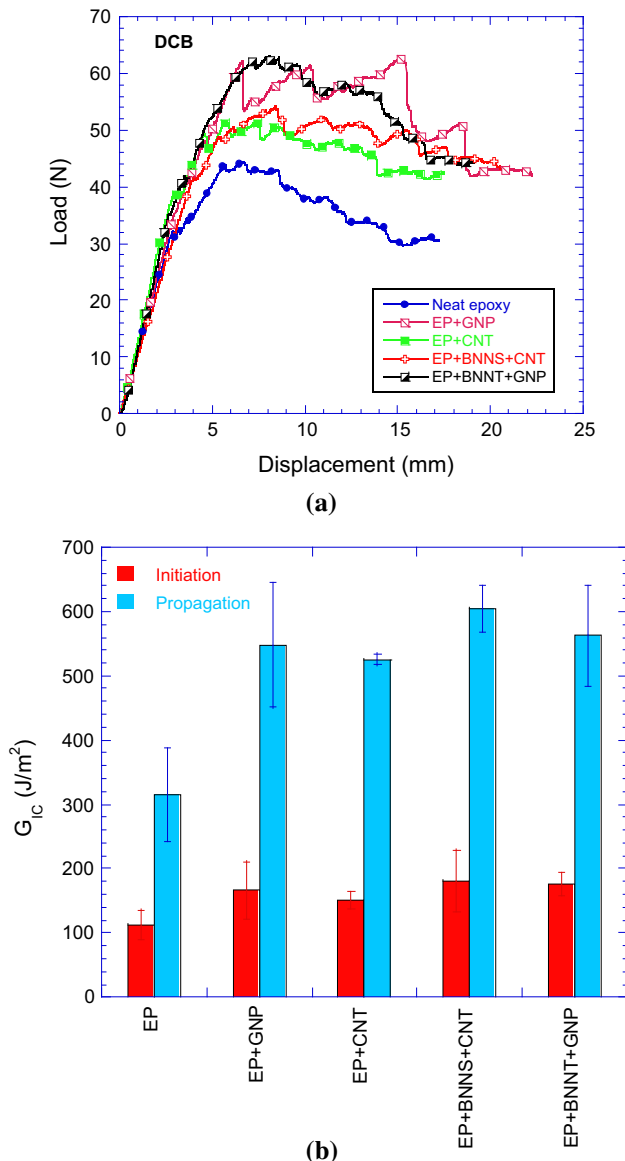 DCB
70
60
50
40
30
20
10
0
Load (N)
Neat epoxy
EP+GNP
EP+CNT
EP+BNNS+CNT
EP+BNNT+GNP
0 5 10 15 20 25
Displacement (mm)
(a)
700
600
500
400
300
200
100
0
G_IC (J/m²)
Initiation
Propagation
EP
EP+GNP
EP+CNT
EP+BNNS+CNT
EP+BNNT+GNP
(b)